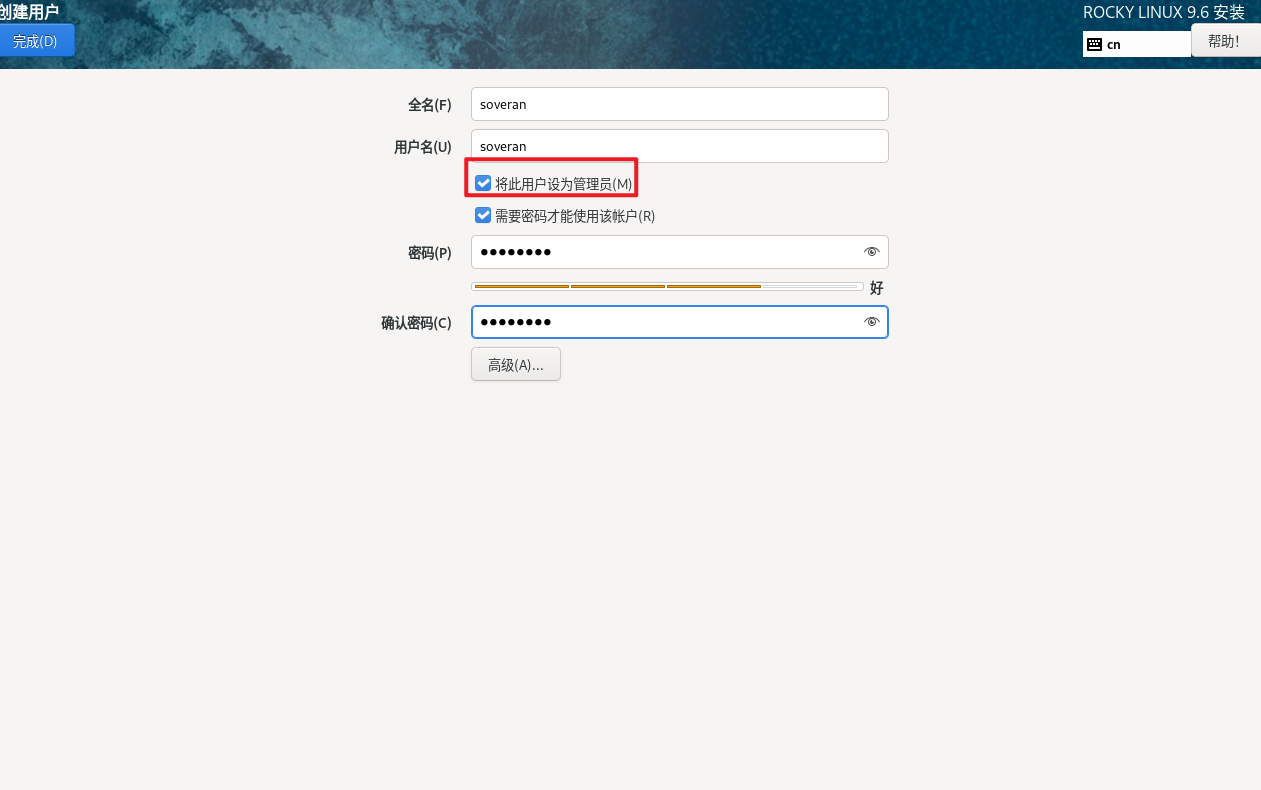 创建用户
ROCKY LINUX 9.6 安装
完成(D)
cn
帮助!
全名(F)
soveran
用户名(U)
soveran
将此用户设为管理员(M)
需要密码才能使用该帐户(R)
密码(P)
●●●●●●●●
好
确认密码(C)
●●●●●●●●
高级(A)...